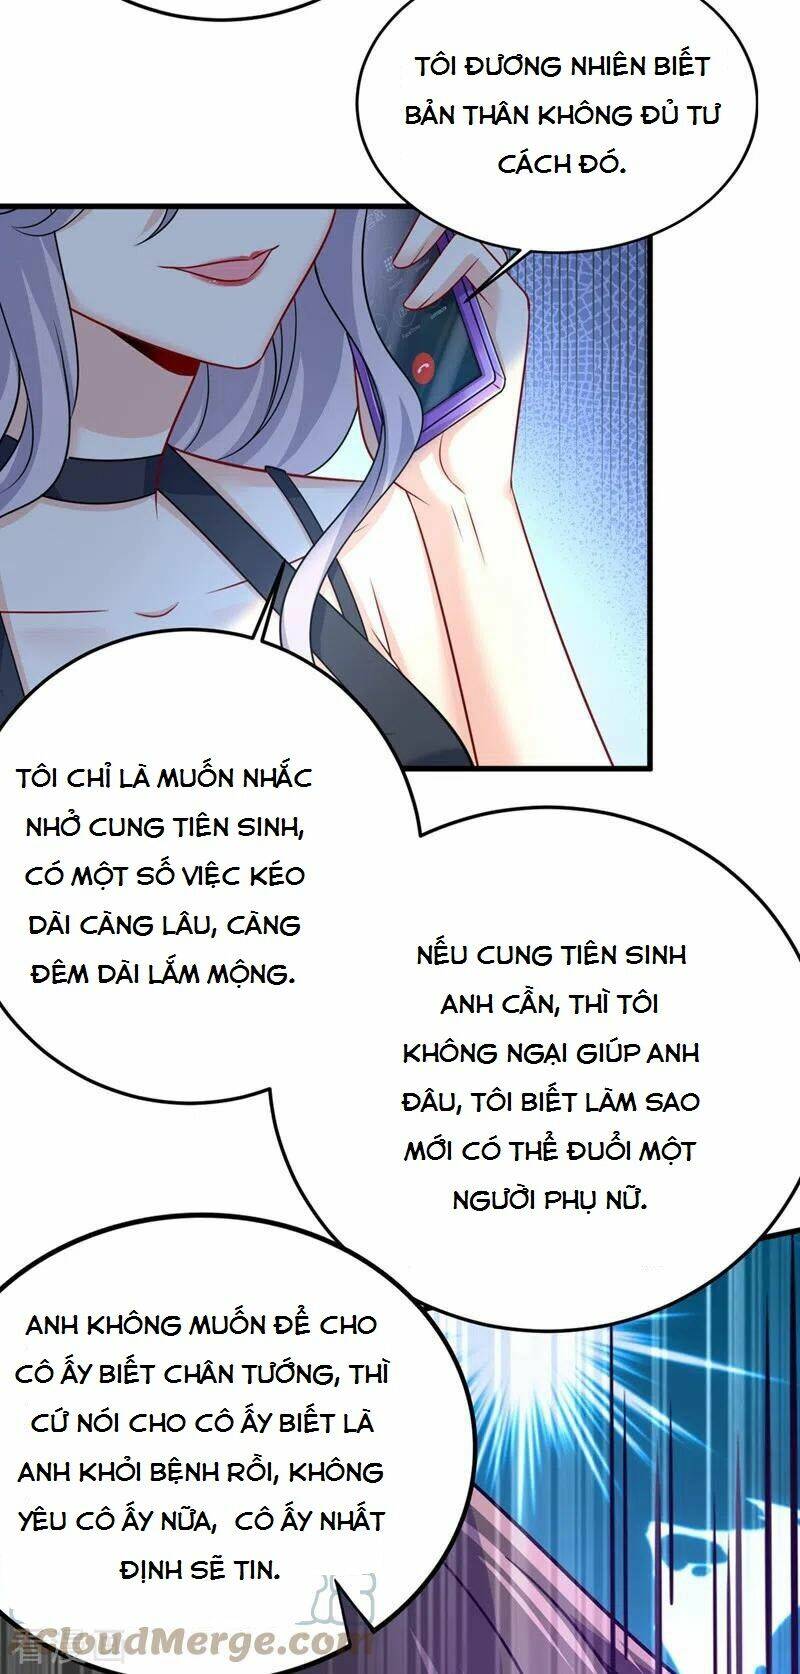 TÔI ĐƯƠNG NHIÊN BIẾT
BẢN THÂN KHÔNG ĐỦ TƯ
CÁCH ĐÓ.
TÔI CHỈ LÀ MUỐN NHẮC
NHỞ CUNG TIÊN SINH,
CÓ MỘT SỐ VIỆC KÉO
DÀI CÀNG LÂU, CÀNG
ĐÊM DÀI LẮM MỘNG.
NẾU CUNG TIÊN SINH
ANH CẦN, THÌ TÔI
KHÔNG NGẠI GIÚP ANH
ĐÂU, TÔI BIẾT LÀM SAO
MỚI CÓ THỂ ĐUỔI MỘT
NGƯỜI PHỤ NỮ.
ANH KHÔNG MUỐN ĐỂ CHO
CÔ ẤY BIẾT CHÂN TƯỚNG, THÌ
CỨ NÓI CHO CÔ ẤY BIẾT LÀ
ANH KHỎI BỆNH RỒI, KHÔNG
YÊU CÔ ẤY NỮA, CÔ ẤY NHẤT
ĐỊNH SẼ TIN.
CloudMerge.com